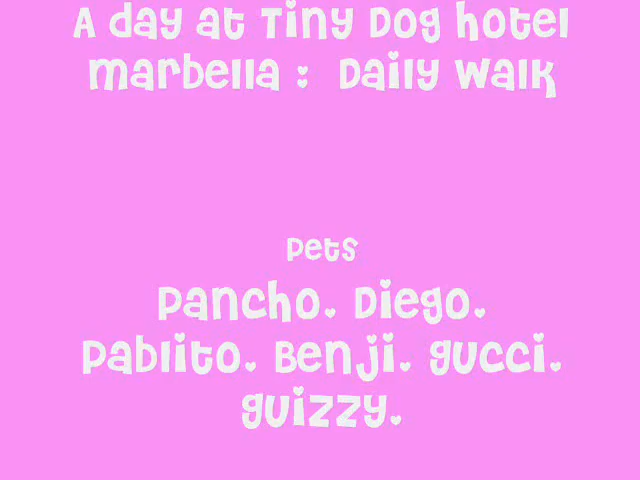 A day at Tiny Dog hotel
marbella : Daily Walk
pets
pancho. Diego.
pablito. Benji. gucci.
guizzy.